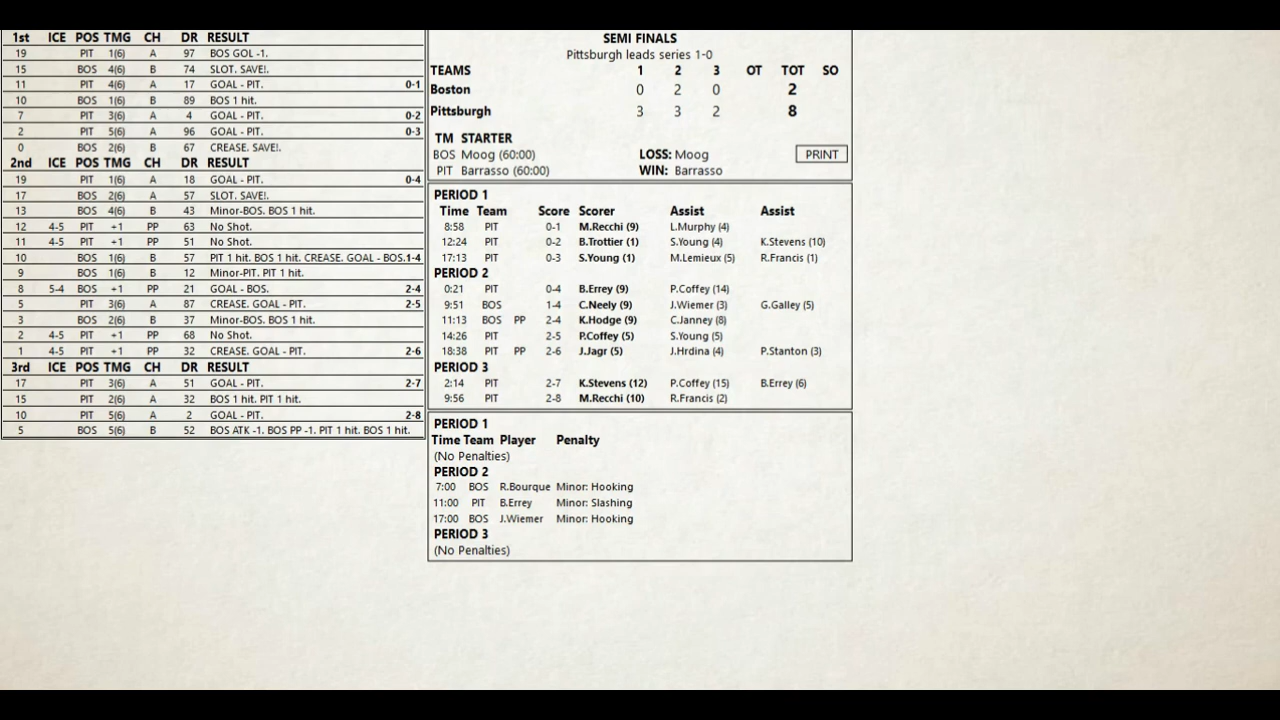 1st ICE POS TMG CH DR RESULT
19 PIT 1(6) A 97 BOS GOL -1.
15 BOS 4(6) B 74 SLOT. SAVE!.
11 PIT 4(6) A 17 GOAL - PIT. 0-1
10 BOS 1(6) B 89 BOS 1 hit.
7 PIT 3(6) A 4 GOAL - PIT. 0-2
2 PIT 5(6) A 96 GOAL - PIT. 0-3
0 BOS 2(6) B 67 CREASE. SAVE!.
2nd ICE POS TMG CH DR RESULT
19 PIT 1(6) A 18 GOAL - PIT. 0-4
17 BOS 2(6) A 57 SLOT. SAVE!.
13 BOS 4(6) B 43 Minor-BOS. BOS 1 hit.
12 4-5 PIT +1 PP 63 No Shot.
11 4-5 PIT +1 PP 51 No Shot.
10 BOS 1(6) B 57 PIT 1 hit. BOS 1 hit. CREASE. GOAL - BOS. 1-4
9 BOS 1(6) B 12 Minor-PIT. PIT 1 hit.
8 5-4 BOS +1 PP 21 GOAL - BOS. 2-4
5 PIT 3(6) A 87 CREASE. GOAL - PIT. 2-5
3 BOS 2(6) B 37 Minor-BOS. BOS 1 hit.
2 4-5 PIT +1 PP 68 No Shot.
1 4-5 PIT +1 PP 32 CREASE. GOAL - PIT. 2-6
3rd ICE POS TMG CH DR RESULT
17 PIT 3(6) A 51 GOAL - PIT. 2-7
15 PIT 2(6) A 32 BOS 1 hit. PIT 1 hit.
10 PIT 5(6) A 2 GOAL - PIT. 2-8
5 BOS 5(6) B 52 BOS ATK -1. BOS PP -1. PIT 1 hit. BOS 1 hit.
SEMI FINALS
Pittsburgh leads series 1-0
TEAMS 1 2 3 OT TOT SO
Boston 0 2 0 2
Pittsburgh 3 3 2 8
TM STARTER
BOS Moog (60:00) LOSS: Moog PRINT
PIT Barrasso (60:00) WIN: Barrasso
PERIOD 1
Time Team Score Scorer Assist Assist
8:58 PIT 0-1 M.Recchi (9) L.Murphy (4)
12:24 PIT 0-2 B.Trottier (1) S.Young (4) K.Stevens (10)
17:13 PIT 0-3 S.Young (1) M.Lemieux (5) R.Francis (1)
PERIOD 2
0:21 PIT 0-4 B.Errey (9) P.Coffey (14)
9:51 BOS 1-4 C.Neely (9) J.Wiemer (3) G.Galley (5)
11:13 BOS PP 2-4 K.Hodge (9) C.Janney (8)
14:26 PIT 2-5 P.Coffey (5) S.Young (5)
18:38 PIT PP 2-6 J.Jagr (5) J.Hrdina (4) P.Stanton (3)
PERIOD 3
2:14 PIT 2-7 K.Stevens (12) P.Coffey (15) B.Errey (6)
9:56 PIT 2-8 M.Recchi (10) R.Francis (2)
PERIOD 1
Time Team Player Penalty
(No Penalties)
PERIOD 2
7:00 BOS R.Bourque Minor: Hooking
11:00 PIT B.Errey Minor: Slashing
17:00 BOS J.Wiemer Minor: Hooking
PERIOD 3
(No Penalties)